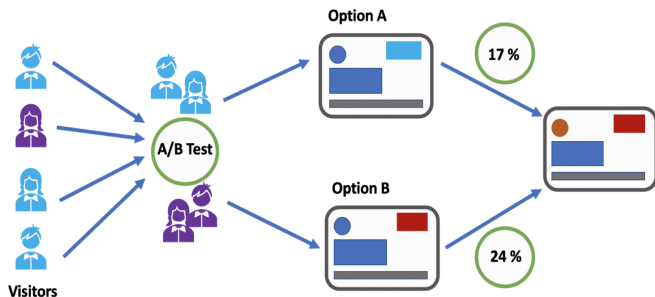 Option A
17 %
A/B Test
Option B
24 %
Visitors